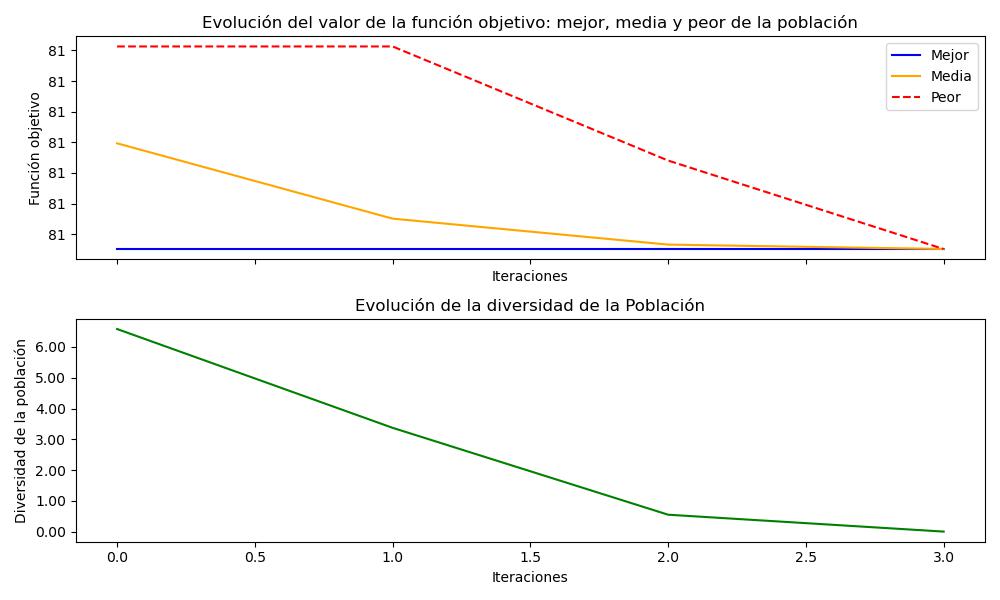 Evolución del valor de la función objetivo: mejor, media y peor de la población
Función objetivo
81
81
81
81
81
81
81
Mejor
Media
Peor
Iteraciones
Evolución de la diversidad de la Población
Diversidad de la población
6.00
5.00
4.00
3.00
2.00
1.00
0.00
0.0 0.5 1.0 1.5 2.0 2.5 3.0
Iteraciones